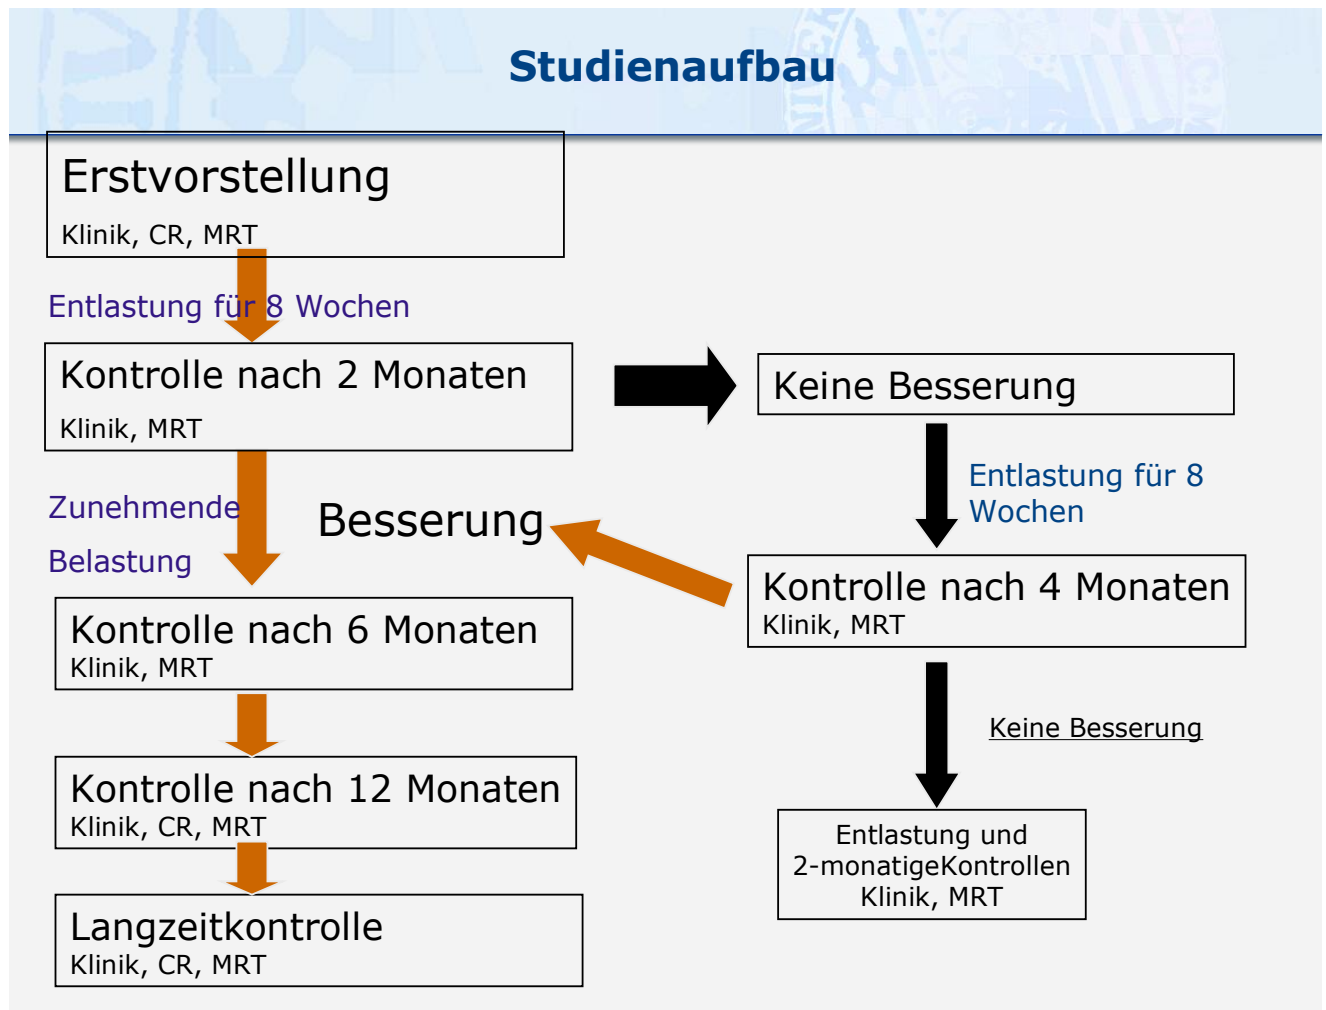 Studienaufbau
Erstvorstellung
Klinik, CR, MRT
Entlastung für 8 Wochen
Kontrolle nach 2 Monaten
Klinik, MRT
Keine Besserung
Entlastung für 8
Wochen
Zunehmende
Belastung
Besserung
Kontrolle nach 4 Monaten
Klinik, MRT
Kontrolle nach 6 Monaten
Klinik, MRT
Keine Besserung
Kontrolle nach 12 Monaten
Klinik, CR, MRT
Entlastung und
2-monatigeKontrollen
Klinik, MRT
Langzeitkontrolle
Klinik, CR, MRT